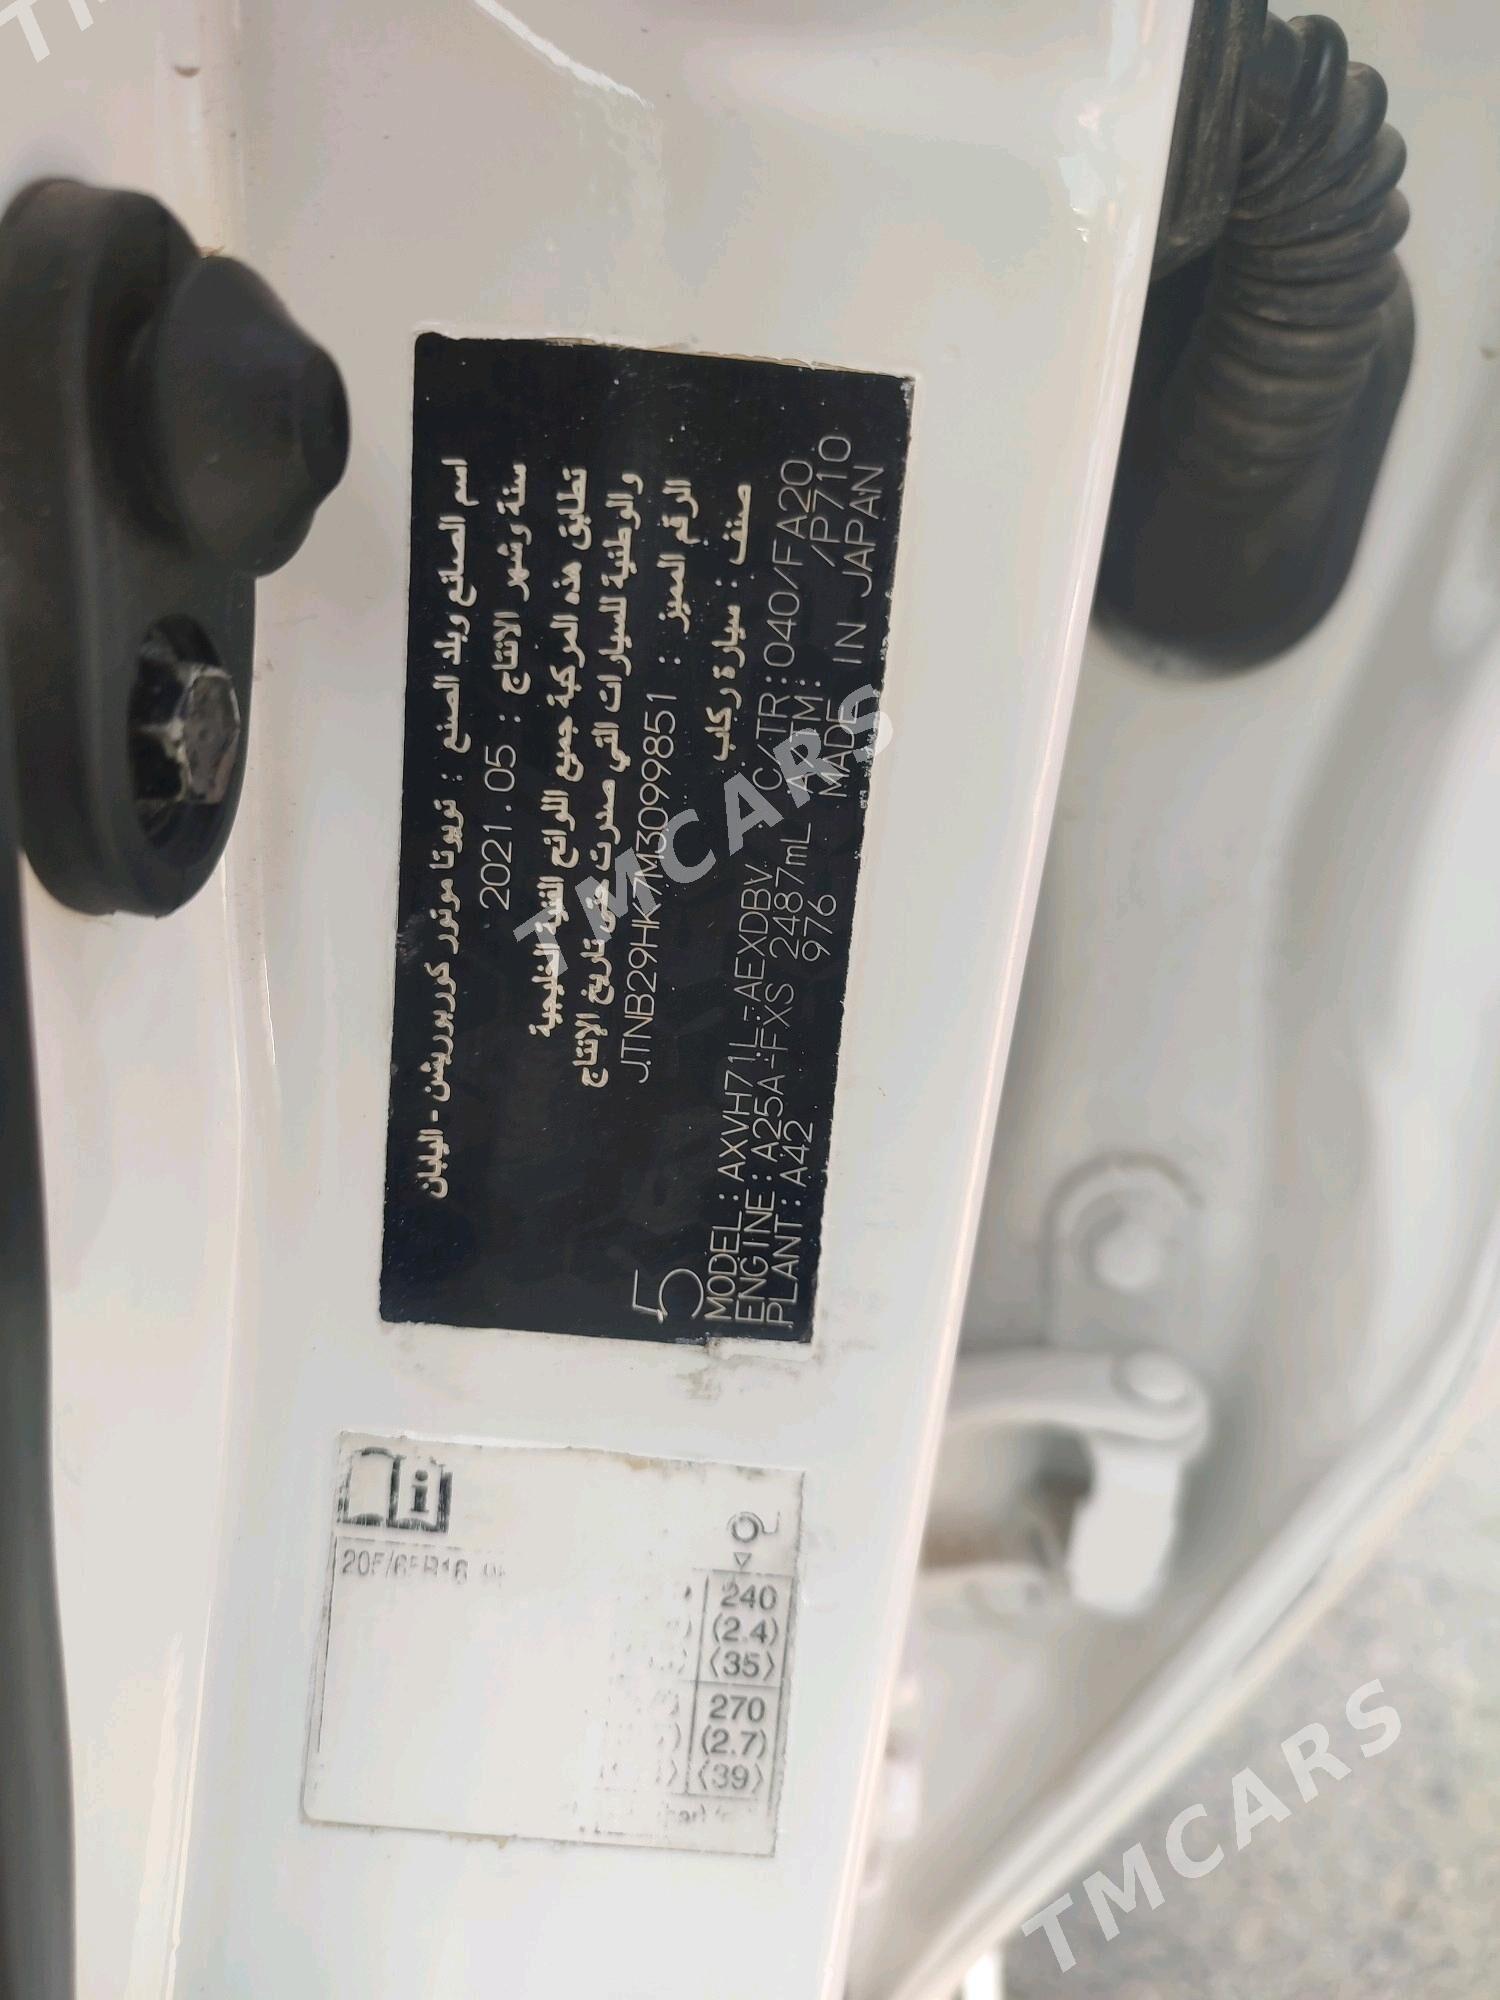 اسم الصانع وبلد الصنع : تويوتا موتور كوربوريشن - اليابان
سنة وشهر الانتاج : 2021.05
تطابق هذه المركبة جميع اللوائح الفنية الخليجية
والوطنية للسيارات التي صدرت حتى تاريخ الإنتاج
الرقم المميز : JTNB29HK7M3099851
صنف : سيارة ركاب
5
MODEL:AXVH71L-AEXDBV C/TR:040/FA20
ENGINE:A25A-FXS 2487mL A/TM: /P710
PLANT:A42 976 MADE IN JAPAN
i
240
(2.4)
〈35〉
270
(2.7)
〈39〉
TMCARS
TMCARS